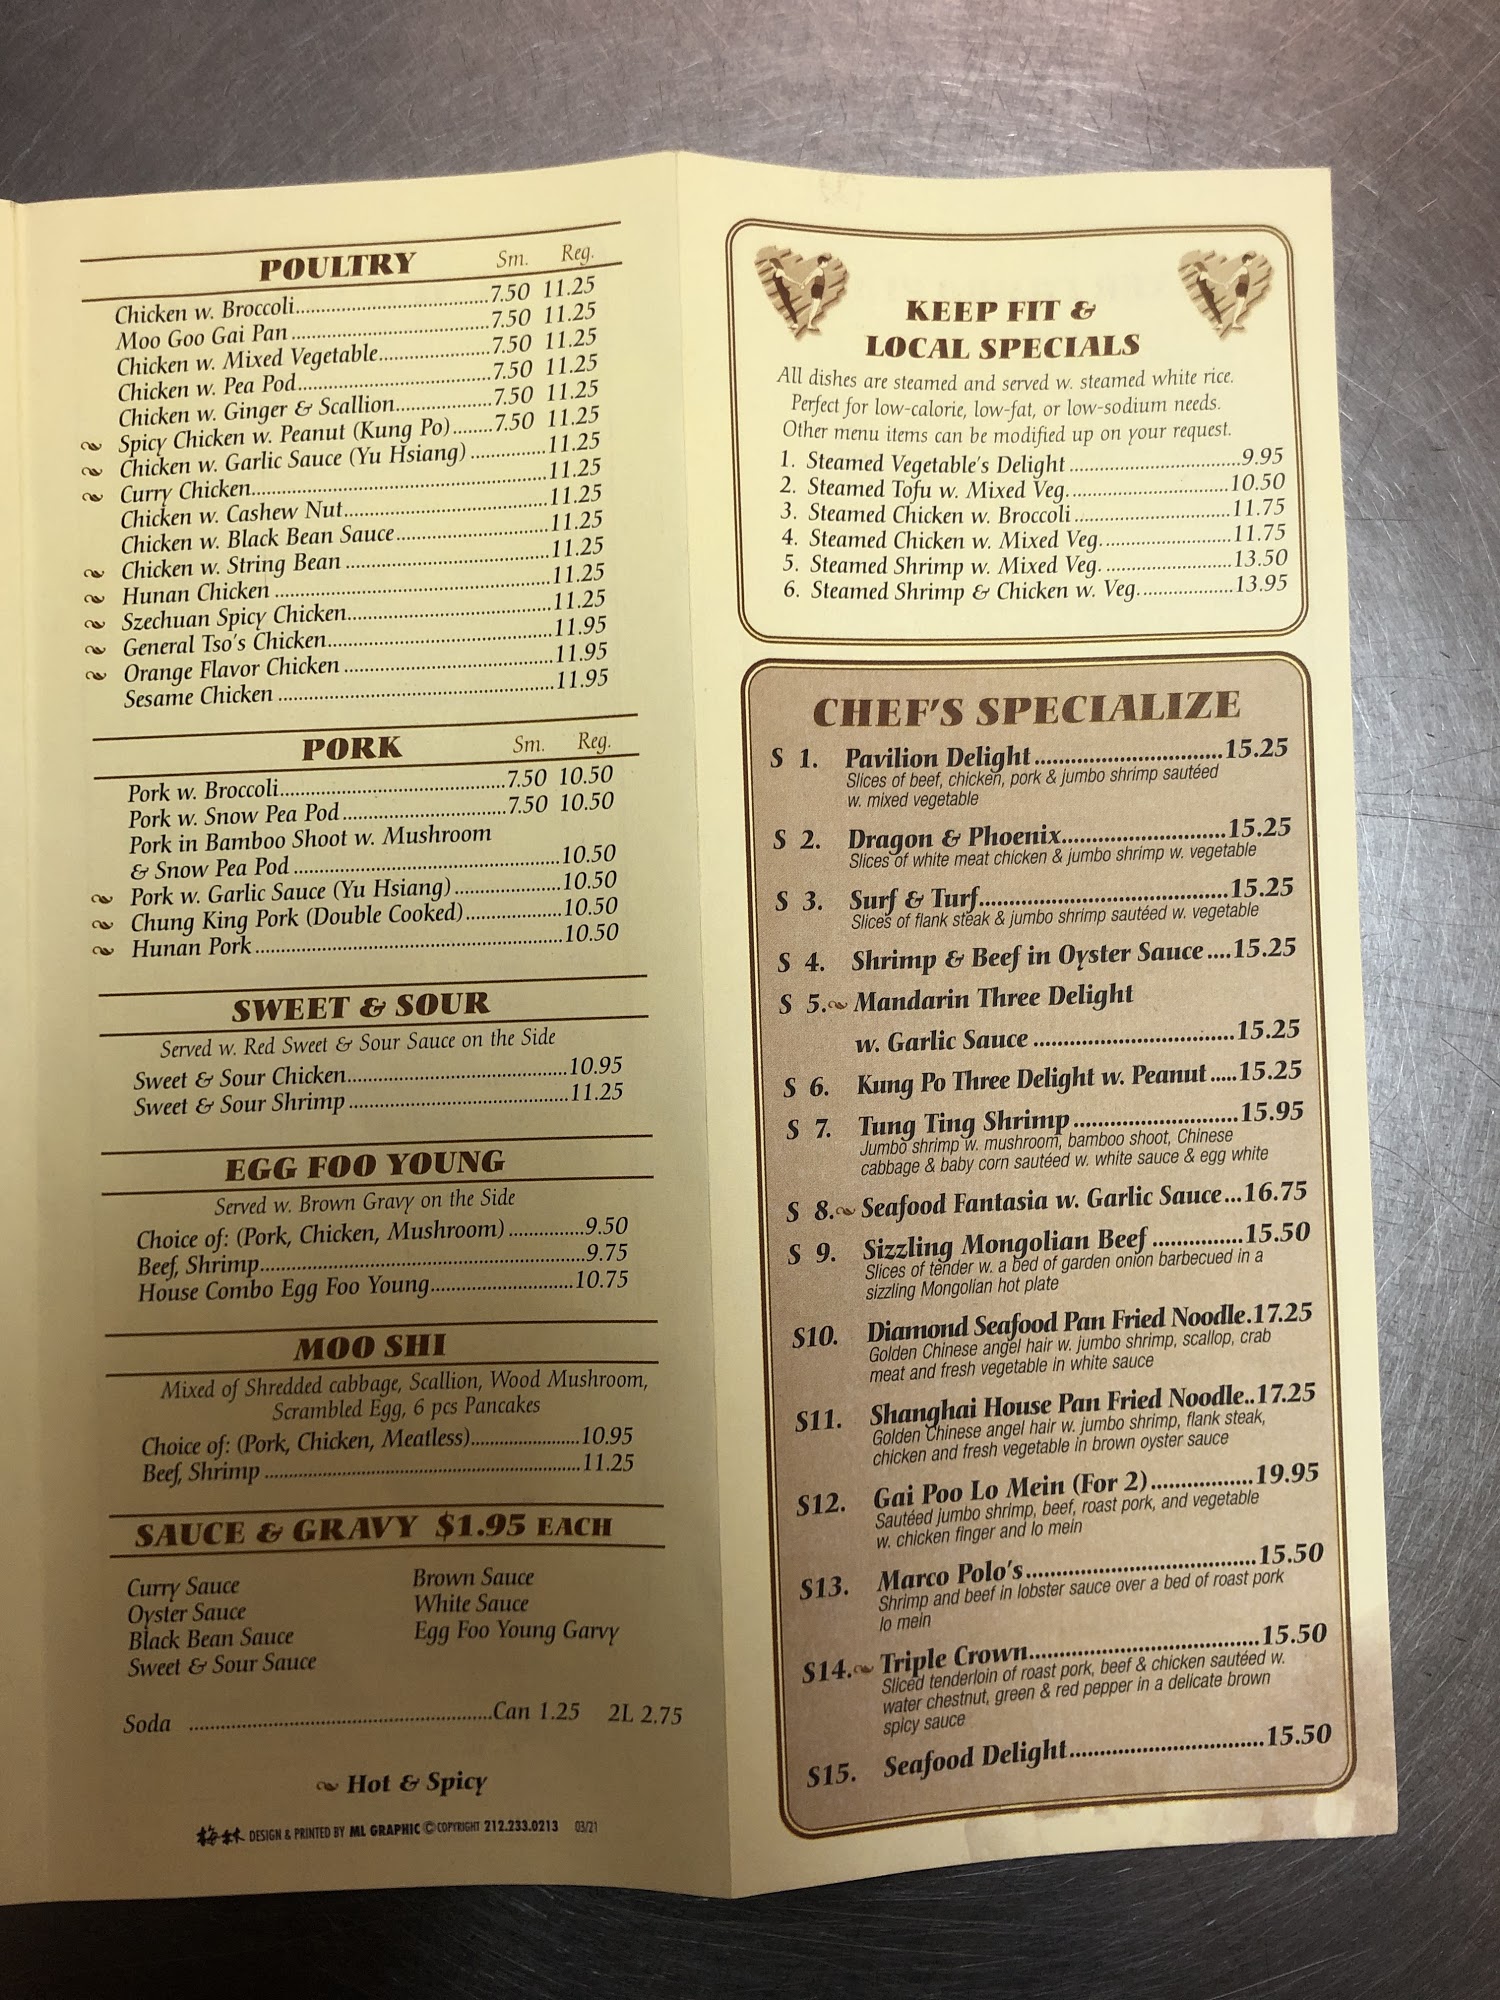 POULTRY Sm. Reg.
Chicken w. Broccoli 7.50 11.25
Moo Goo Gai Pan 7.50 11.25
Chicken w. Mixed Vegetable 7.50 11.25
Chicken w. Pea Pod 7.50 11.25
Chicken w. Ginger & Scallion 7.50 11.25
Spicy Chicken w. Peanut (Kung Po) 7.50 11.25
Chicken w. Garlic Sauce (Yu Hsiang) 11.25
Curry Chicken 11.25
Chicken w. Cashew Nut 11.25
Chicken w. Black Bean Sauce 11.25
Chicken w. String Bean 11.25
Hunan Chicken 11.25
Szechuan Spicy Chicken 11.25
General Tso's Chicken 11.95
Orange Flavor Chicken 11.95
Sesame Chicken 11.95
PORK Sm. Reg.
Pork w. Broccoli 7.50 10.50
Pork w. Snow Pea Pod 7.50 10.50
Pork in Bamboo Shoot w. Mushroom
& Snow Pea Pod 10.50
Pork w. Garlic Sauce (Yu Hsiang) 10.50
Chung King Pork (Double Cooked) 10.50
Hunan Pork 10.50
SWEET & SOUR
Served w. Red Sweet & Sour Sauce on the Side
Sweet & Sour Chicken 10.95
Sweet & Sour Shrimp 11.25
EGG FOO YOUNG
Served w. Brown Gravy on the Side
Choice of: (Pork, Chicken, Mushroom) 9.50
Beef, Shrimp 9.75
House Combo Egg Foo Young 10.75
MOO SHI
Mixed of Shredded cabbage, Scallion, Wood Mushroom,
Scrambled Egg, 6 pcs Pancakes
Choice of: (Pork, Chicken, Meatless) 10.95
Beef, Shrimp 11.25
SAUCE & GRAVY $1.95 EACH
Curry Sauce
Oyster Sauce
Black Bean Sauce
Sweet & Sour Sauce
Brown Sauce
White Sauce
Egg Foo Young Garvy
Soda Can 1.25 2L 2.75
Hot & Spicy
梅林 DESIGN & PRINTED BY ML GRAPHIC © COPYRIGHT 212.233.0213 03/21
KEEP FIT &
LOCAL SPECIALS
All dishes are steamed and served w. steamed white rice.
Perfect for low-calorie, low-fat, or low-sodium needs.
Other menu items can be modified up on your request.
1. Steamed Vegetable's Delight 9.95
2. Steamed Tofu w. Mixed Veg. 10.50
3. Steamed Chicken w. Broccoli 11.75
4. Steamed Chicken w. Mixed Veg. 11.75
5. Steamed Shrimp w. Mixed Veg. 13.50
6. Steamed Shrimp & Chicken w. Veg. 13.95
CHEF'S SPECIALIZE
S 1. Pavilion Delight 15.25
Slices of beef, chicken, pork & jumbo shrimp sautéed
w. mixed vegetable
S 2. Dragon & Phoenix 15.25
Slices of white meat chicken & jumbo shrimp w. vegetable
S 3. Surf & Turf 15.25
Slices of flank steak & jumbo shrimp sautéed w. vegetable
S 4. Shrimp & Beef in Oyster Sauce 15.25
S 5. Mandarin Three Delight
w. Garlic Sauce 15.25
S 6. Kung Po Three Delight w. Peanut 15.25
S 7. Tung Ting Shrimp 15.95
Jumbo shrimp w. mushroom, bamboo shoot, Chinese
cabbage & baby corn sautéed w. white sauce & egg white
S 8. Seafood Fantasia w. Garlic Sauce 16.75
S 9. Sizzling Mongolian Beef 15.50
Slices of tender w. a bed of garden onion barbecued in a
sizzling Mongolian hot plate
S10. Diamond Seafood Pan Fried Noodle 17.25
Golden Chinese angel hair w. jumbo shrimp, scallop, crab
meat and fresh vegetable in white sauce
S11. Shanghai House Pan Fried Noodle 17.25
Golden Chinese angel hair w. jumbo shrimp, flank steak,
chicken and fresh vegetable in brown oyster sauce
S12. Gai Poo Lo Mein (For 2) 19.95
Sautéed jumbo shrimp, beef, roast pork, and vegetable
w. chicken finger and lo mein
S13. Marco Polo's 15.50
Shrimp and beef in lobster sauce over a bed of roast pork
lo mein
S14. Triple Crown 15.50
Sliced tenderloin of roast pork, beef & chicken sautéed w.
water chestnut, green & red pepper in a delicate brown
spicy sauce
S15. Seafood Delight 15.50